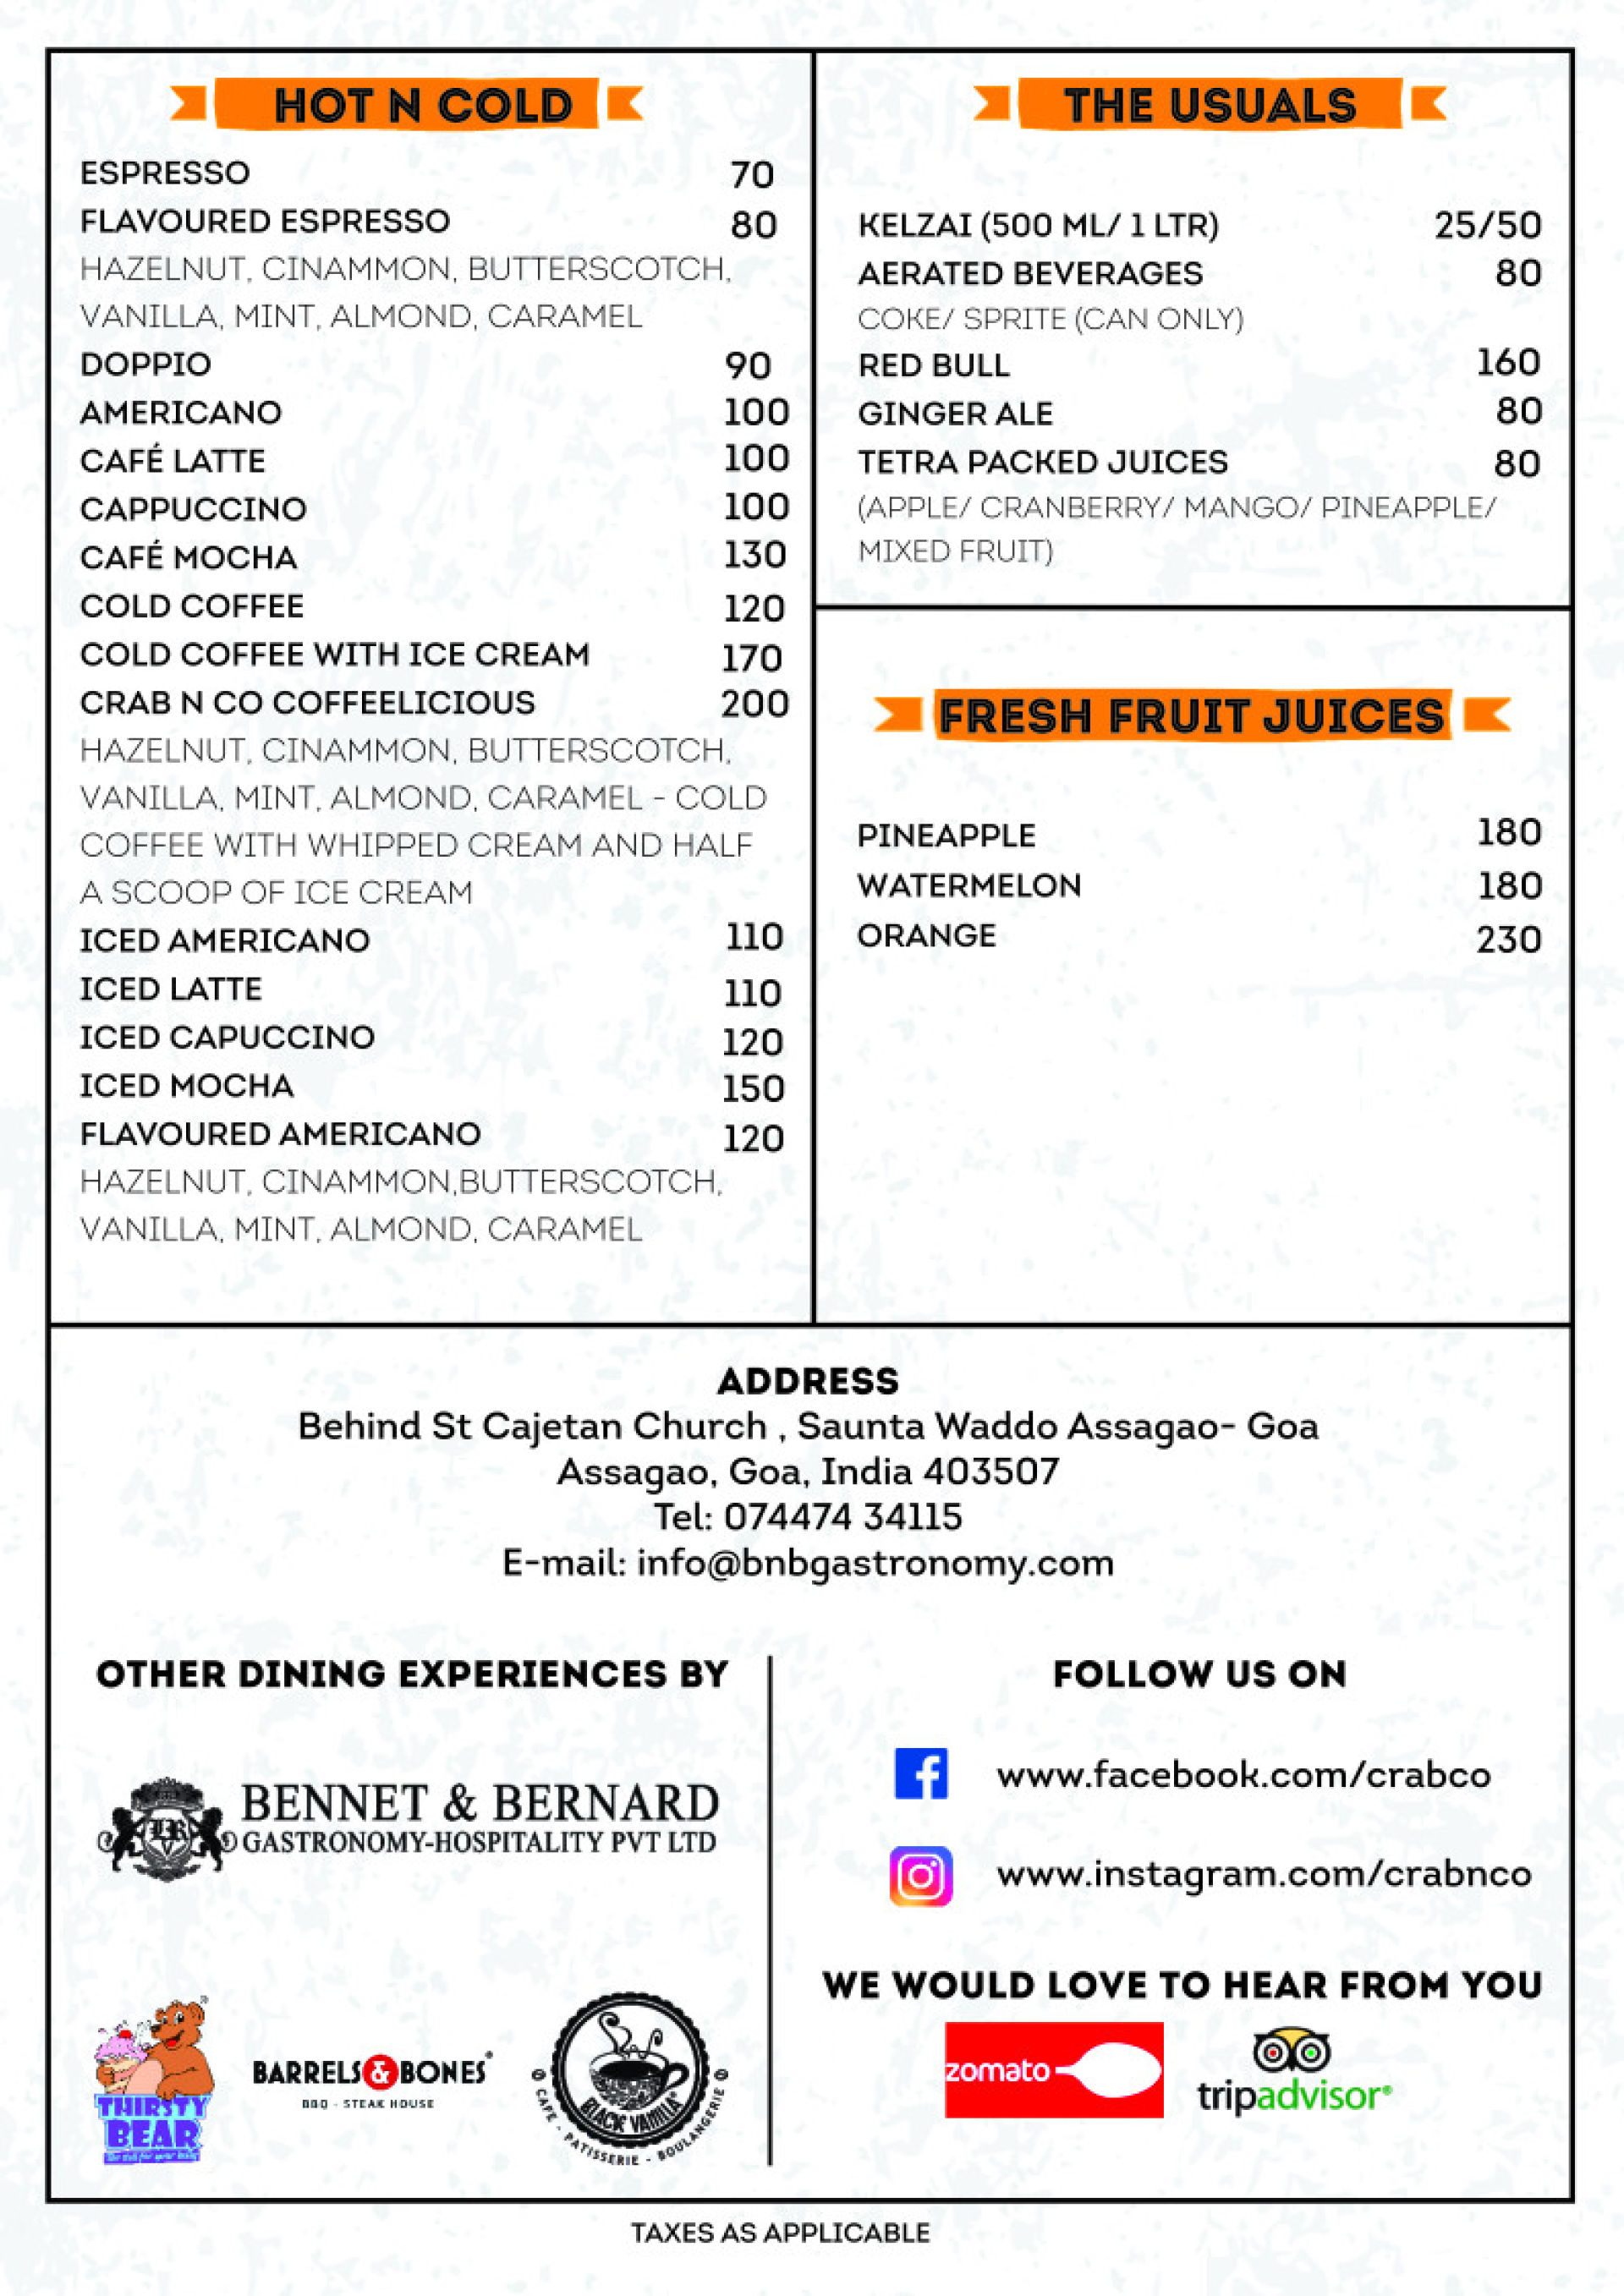 HOT N COLD
ESPRESSO 70
FLAVOURED ESPRESSO 80
HAZELNUT, CINAMMON, BUTTERSCOTCH,
VANILLA, MINT, ALMOND, CARAMEL
DOPPIO 90
AMERICANO 100
CAFÉ LATTE 100
CAPPUCCINO 100
CAFÉ MOCHA 130
COLD COFFEE 120
COLD COFFEE WITH ICE CREAM 170
CRAB N CO COFFEELICIOUS 200
HAZELNUT, CINAMMON, BUTTERSCOTCH,
VANILLA, MINT, ALMOND, CARAMEL - COLD
COFFEE WITH WHIPPED CREAM AND HALF
A SCOOP OF ICE CREAM
ICED AMERICANO 110
ICED LATTE 110
ICED CAPUCCINO 120
ICED MOCHA 150
FLAVOURED AMERICANO 120
HAZELNUT, CINAMMON,BUTTERSCOTCH,
VANILLA, MINT, ALMOND, CARAMEL
THE USUALS
KELZAI (500 ML/ 1 LTR) 25/50
AERATED BEVERAGES 80
COKE/ SPRITE (CAN ONLY)
RED BULL 160
GINGER ALE 80
TETRA PACKED JUICES 80
(APPLE/ CRANBERRY/ MANGO/ PINEAPPLE/
MIXED FRUIT)
FRESH FRUIT JUICES
PINEAPPLE 180
WATERMELON 180
ORANGE 230
ADDRESS
Behind St Cajetan Church , Saunta Waddo Assagao- Goa
Assagao, Goa, India 403507
Tel: 074474 34115
E-mail: info@bnbgastronomy.com
OTHER DINING EXPERIENCES BY
BENNET & BERNARD
GASTRONOMY-HOSPITALITY PVT LTD
THIRSTY
BEAR
BARRELS & BONES®
BBQ - STEAK HOUSE
BLACK VANILLA
CAFE - PATISSERIE - BOULANGERIE
FOLLOW US ON
www.facebook.com/crabco
www.instagram.com/crabnco
WE WOULD LOVE TO HEAR FROM YOU
zomato
tripadvisor®
TAXES AS APPLICABLE